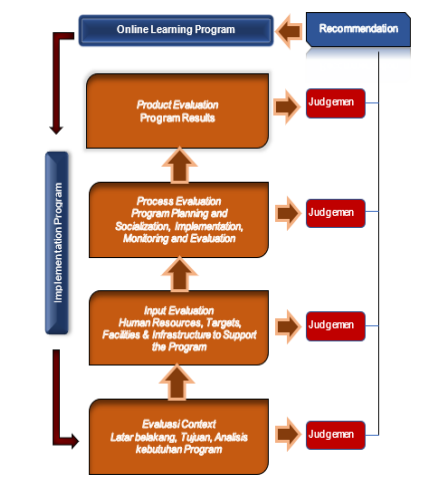 Online Learning Program
Recommendation
Product Evaluation
Program Results
Judgemen
Process Evaluation
Program Planning and
Socialization, Implementation,
Monitoring and Evaluation
Judgemen
Implementation Program
Input Evaluation
Human Resources, Targets,
Facilities & Infrastructure to Support
the Program
Judgemen
Evaluasi Context
Latar belakang, Tujuan, Analisis
kebutuhan Program
Judgemen